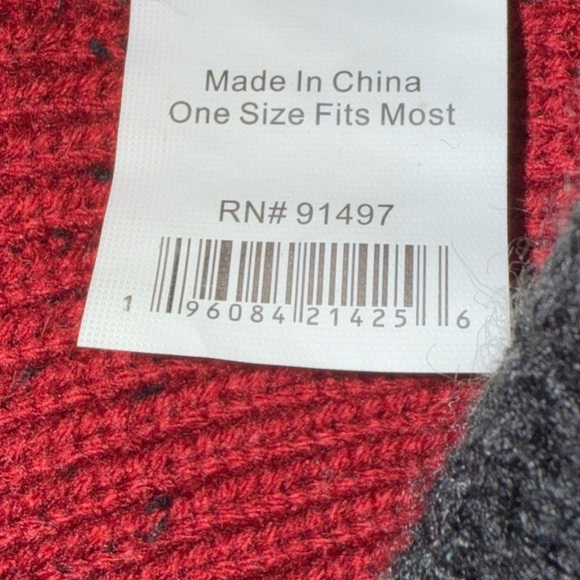 Made In China
One Size Fits Most
RN# 91497
1 96084 21425 6